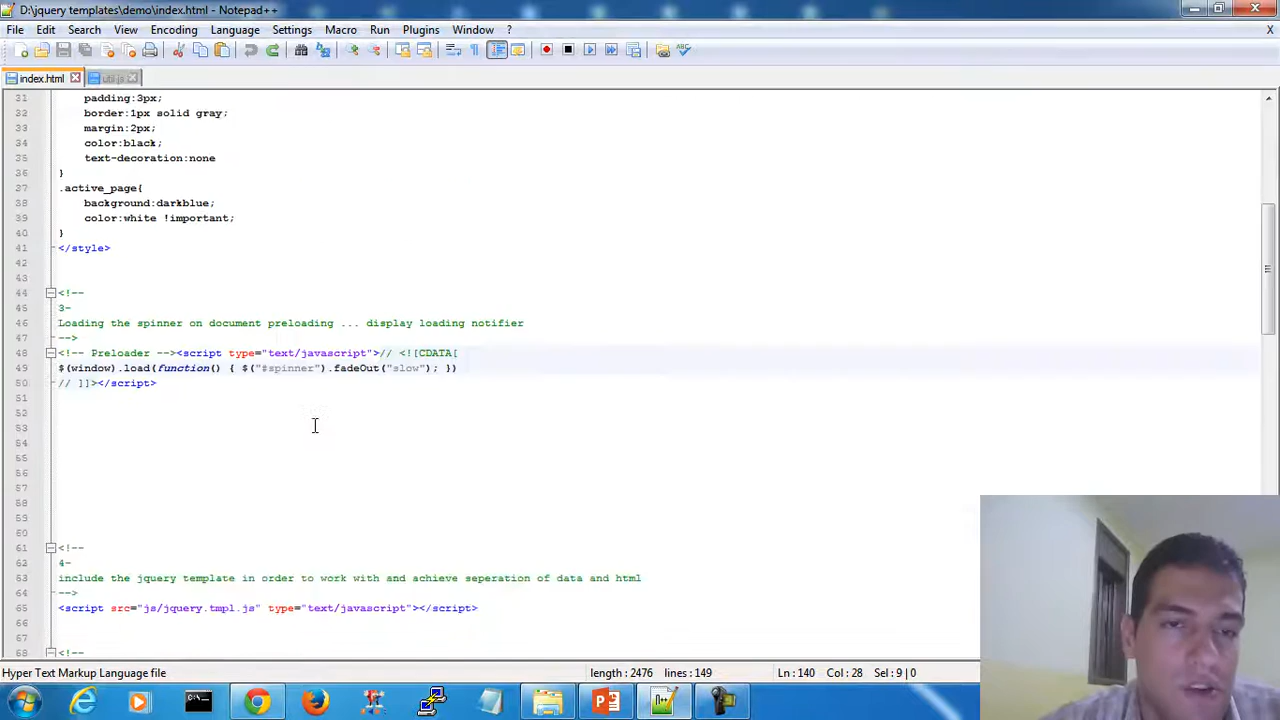 D:\jquery templates\demo\index.html - Notepad++
File Edit Search View Encoding Language Settings Macro Run Plugins Window ? X
index.html util.js
31 padding:3px;
32 border:1px solid gray;
33 margin:2px;
34 color:black;
35 text-decoration:none
36 }
37 .active_page{
38 background:darkblue;
39 color:white !important;
40 }
41 </style>
42
43
44 <!--
45 3-
46 Loading the spinner on document preloading ... display loading notifier
47 -->
48 <!-- Preloader --><script type="text/javascript">// <![CDATA[
49 $(window).load(function() { $("#spinner").fadeOut("slow"); })
50 // ]]></script>
51
52
53
54
55
56
57
58
59
60
61 <!--
62 4-
63 include the jquery template in order to work with and achieve seperation of data and html
64 -->
65 <script src="js/jquery.tmpl.js" type="text/javascript"></script>
66
67
68 <!--
Hyper Text Markup Language file length : 2476 lines : 149 Ln : 140 Col : 28 Sel : 9 | 0